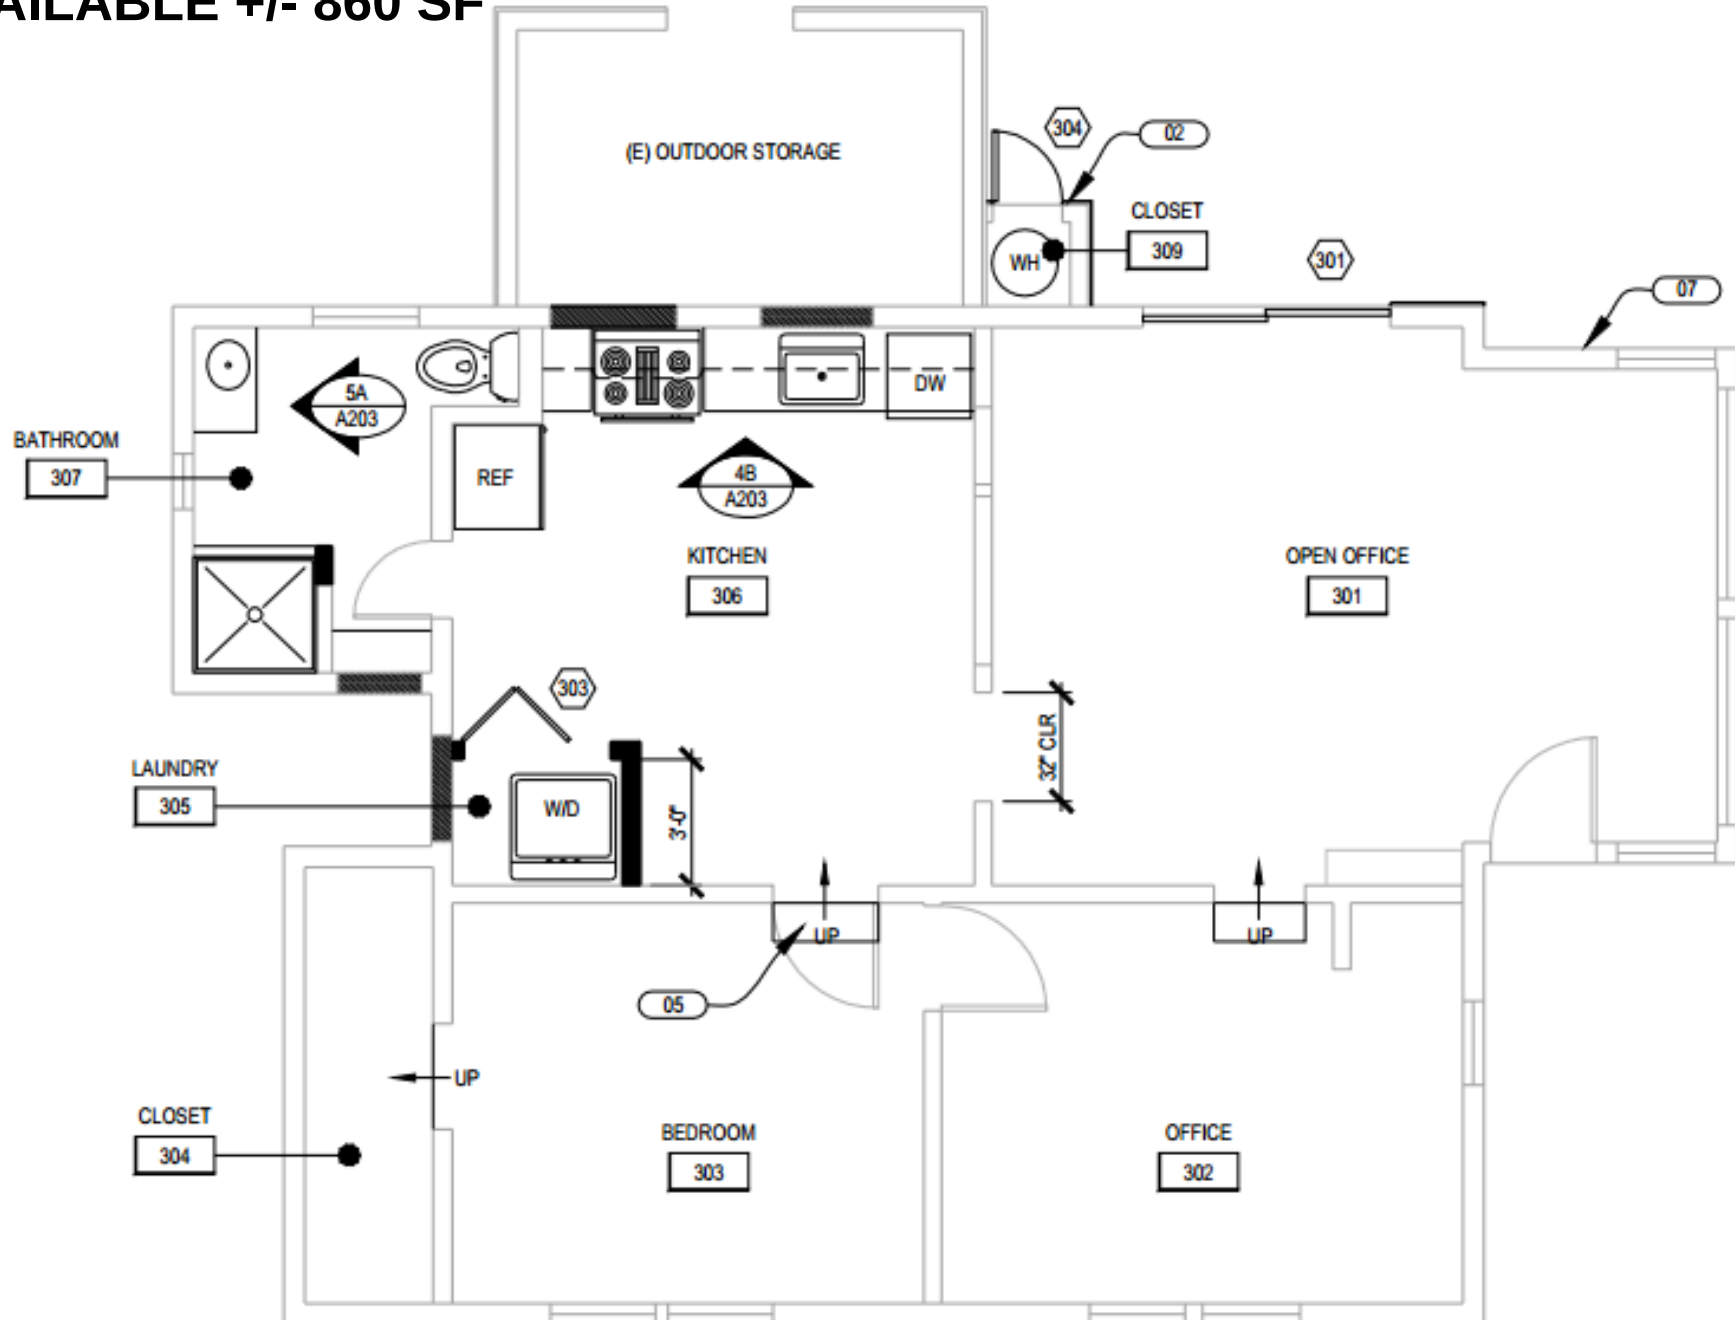 AILABLE +/- 860 SF
(E) OUTDOOR STORAGE
304
02
CLOSET
309
WH
301
07
5A
A203
DW
BATHROOM
307
REF
4B
A203
KITCHEN
306
OPEN OFFICE
301
303
32" CLR
LAUNDRY
305
W/D
3'-0"
UP
UP
05
UP
CLOSET
304
BEDROOM
303
OFFICE
302